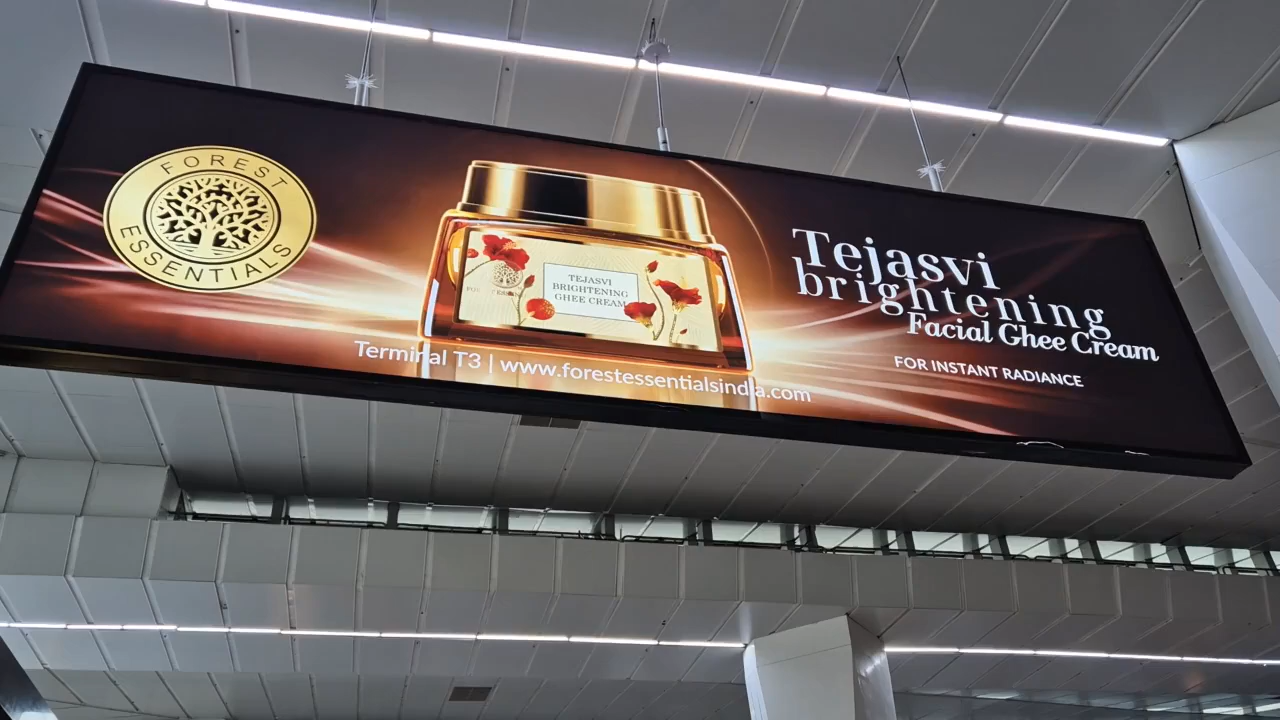 FOREST
ESSENTIALS
TEJASVI
BRIGHTENING
GHEE CREAM
Tejasvi
brightening
Facial Ghee Cream
FOR INSTANT RADIANCE
Terminal T3 | www.forestessentialsindia.com